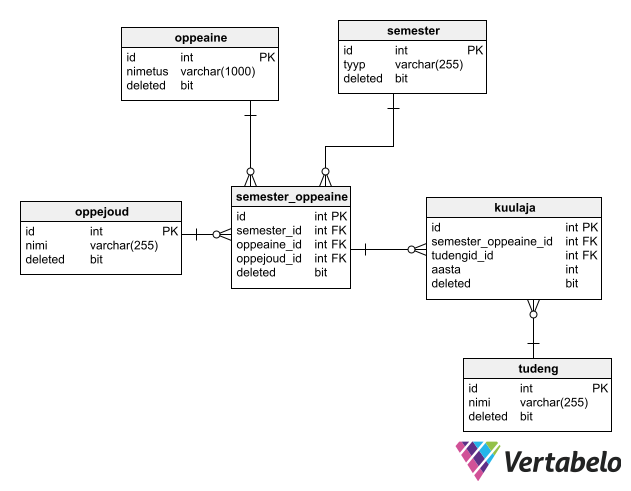 oppeaine
id int PK
nimetus varchar(1000)
deleted bit
semester
id int PK
tyyp varchar(255)
deleted bit
oppejoud
id int PK
nimi varchar(255)
deleted bit
semester_oppeaine
id int PK
semester_id int FK
oppeaine_id int FK
oppejoud_id int FK
deleted bit
kuulaja
id int PK
semester_oppeaine_id int FK
tudengid_id int FK
aasta int
deleted bit
tudeng
id int PK
nimi varchar(255)
deleted bit
Vertabelo